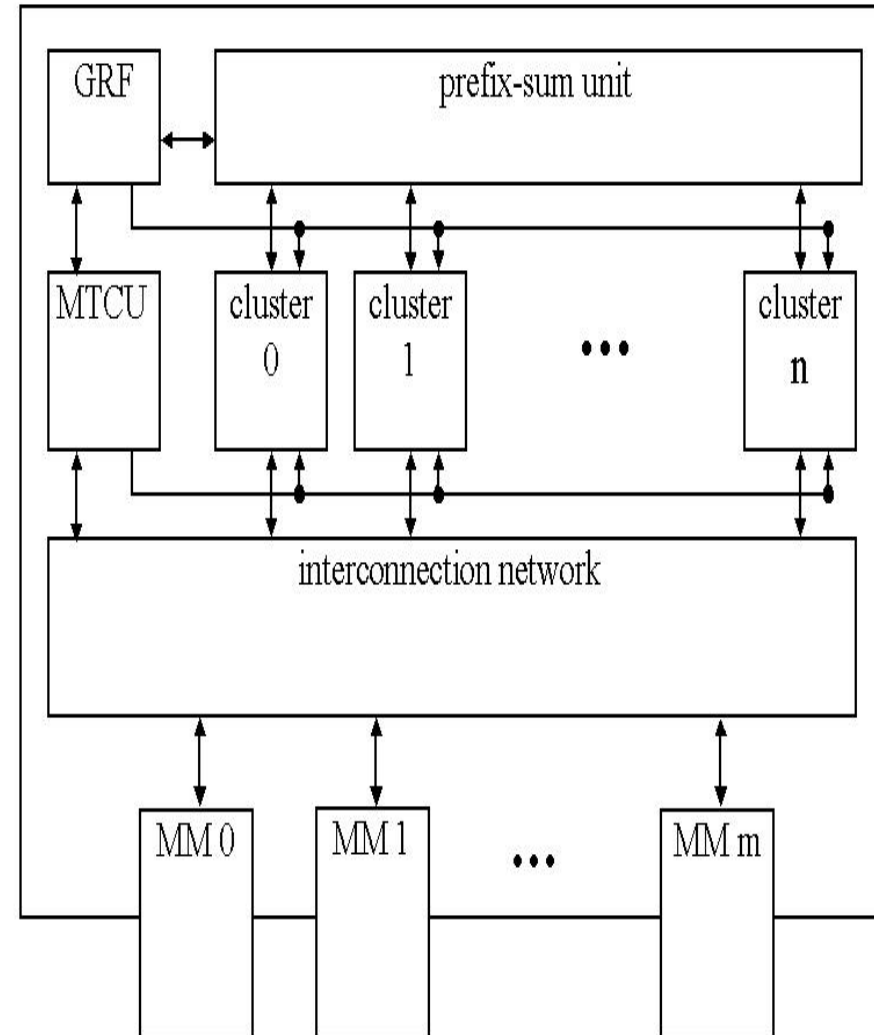 GRF
prefix-sum unit
MTCU
cluster
0
cluster
1
cluster
n
interconnection network
MM 0
MM 1
MM m